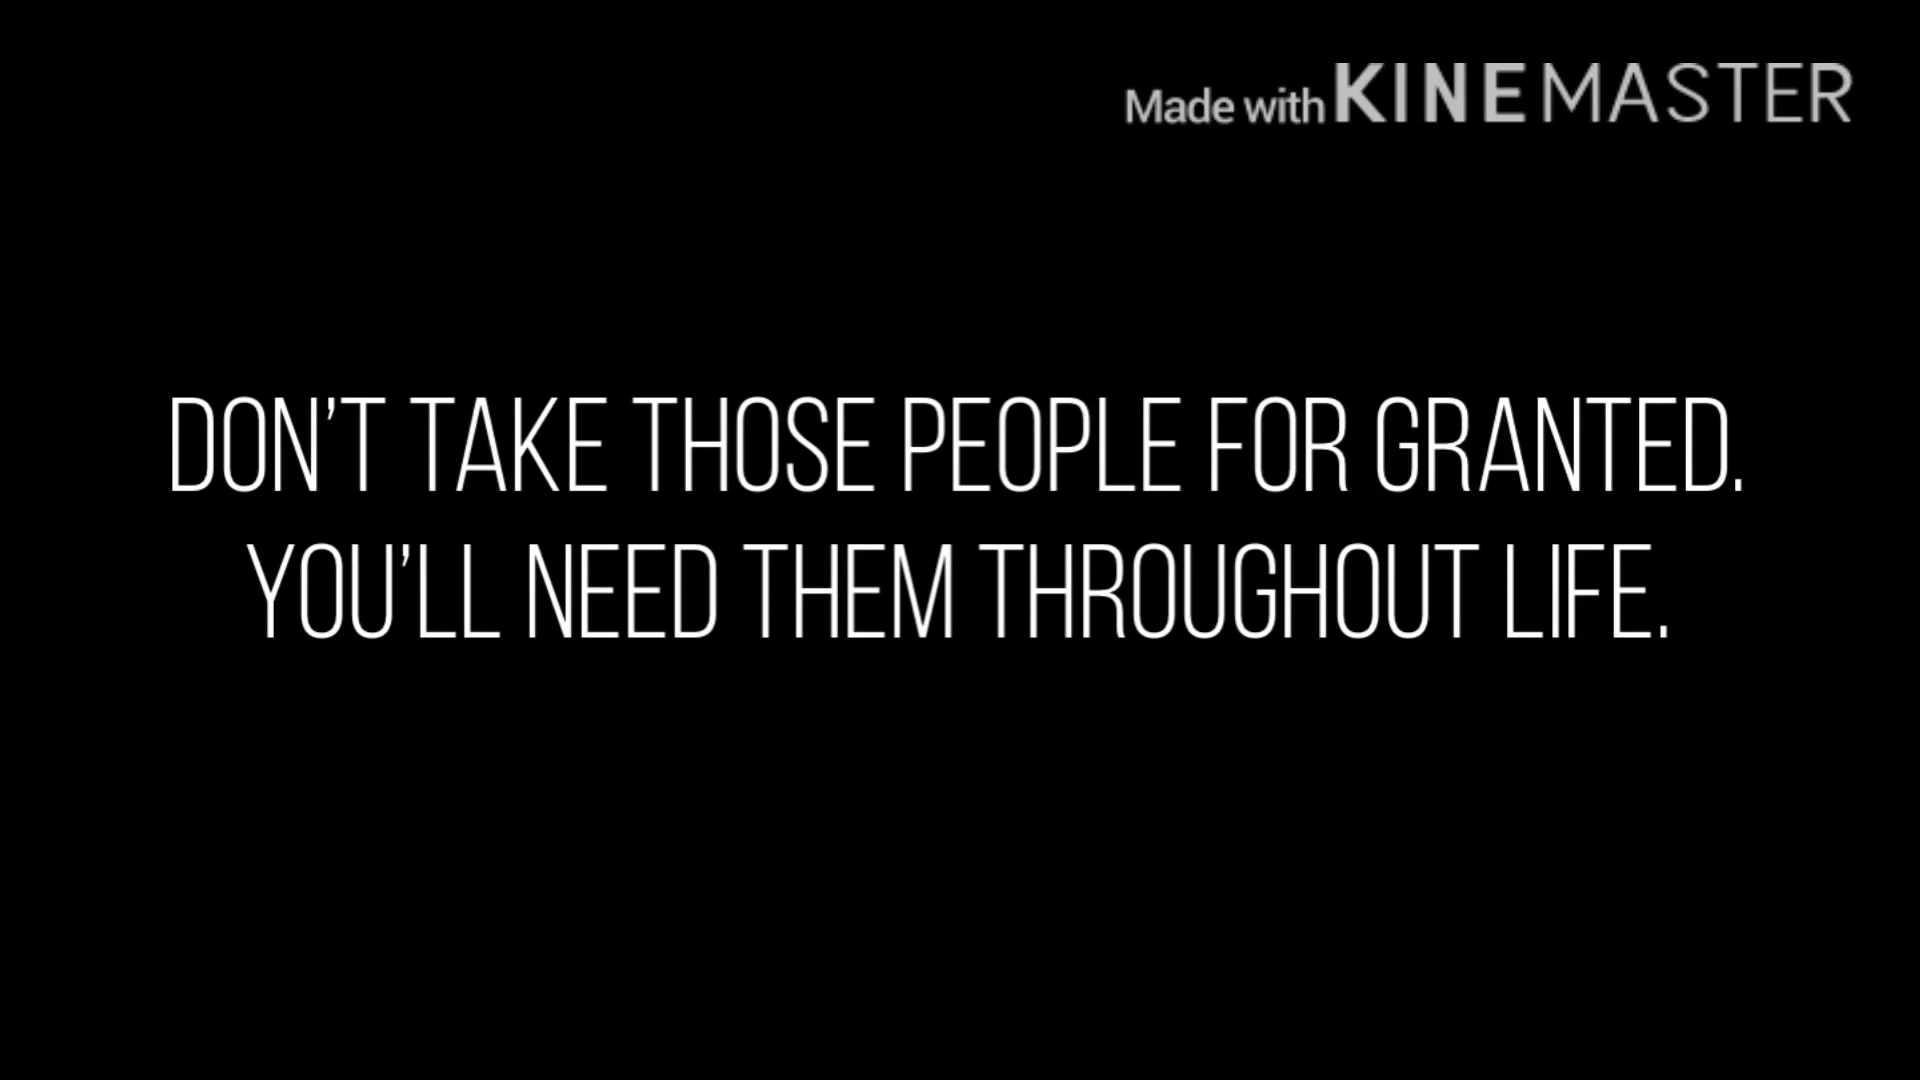 Made with KINEMASTER
DON'T TAKE THOSE PEOPLE FOR GRANTED.
YOU'LL NEED THEM THROUGHOUT LIFE.